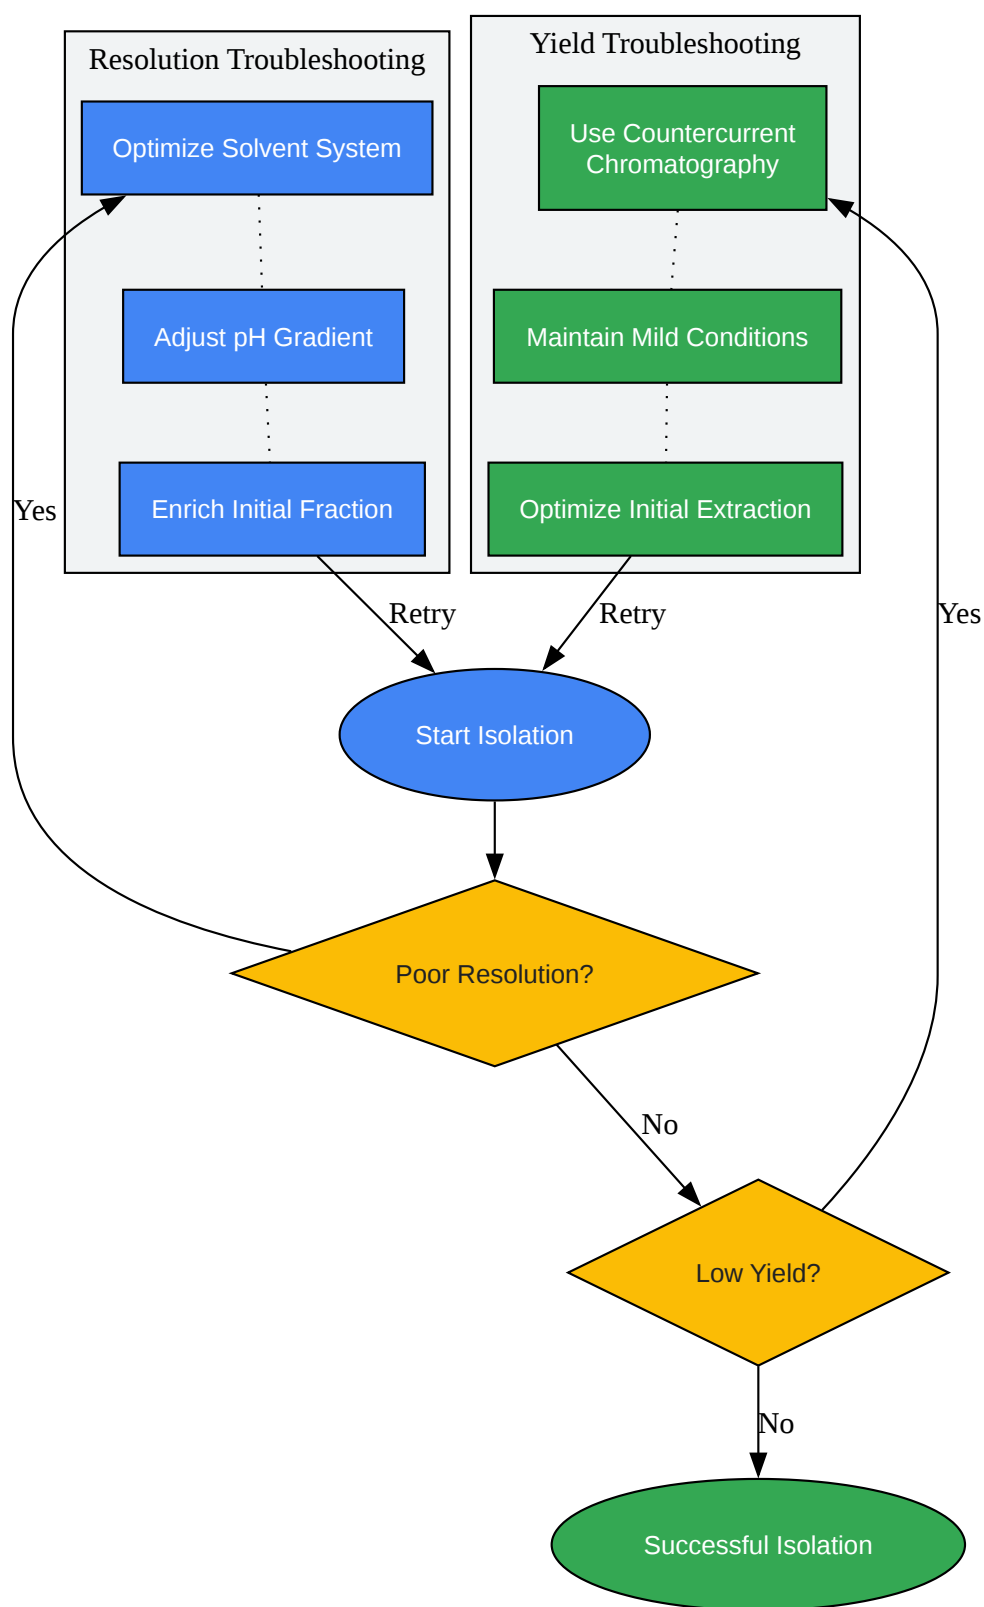 Resolution Troubleshooting
Optimize Solvent System
Adjust pH Gradient
Enrich Initial Fraction
Yield Troubleshooting
Use Countercurrent
Chromatography
Maintain Mild Conditions
Optimize Initial Extraction
Yes
Retry
Retry
Yes
Start Isolation
Poor Resolution?
No
Low Yield?
No
Successful Isolation